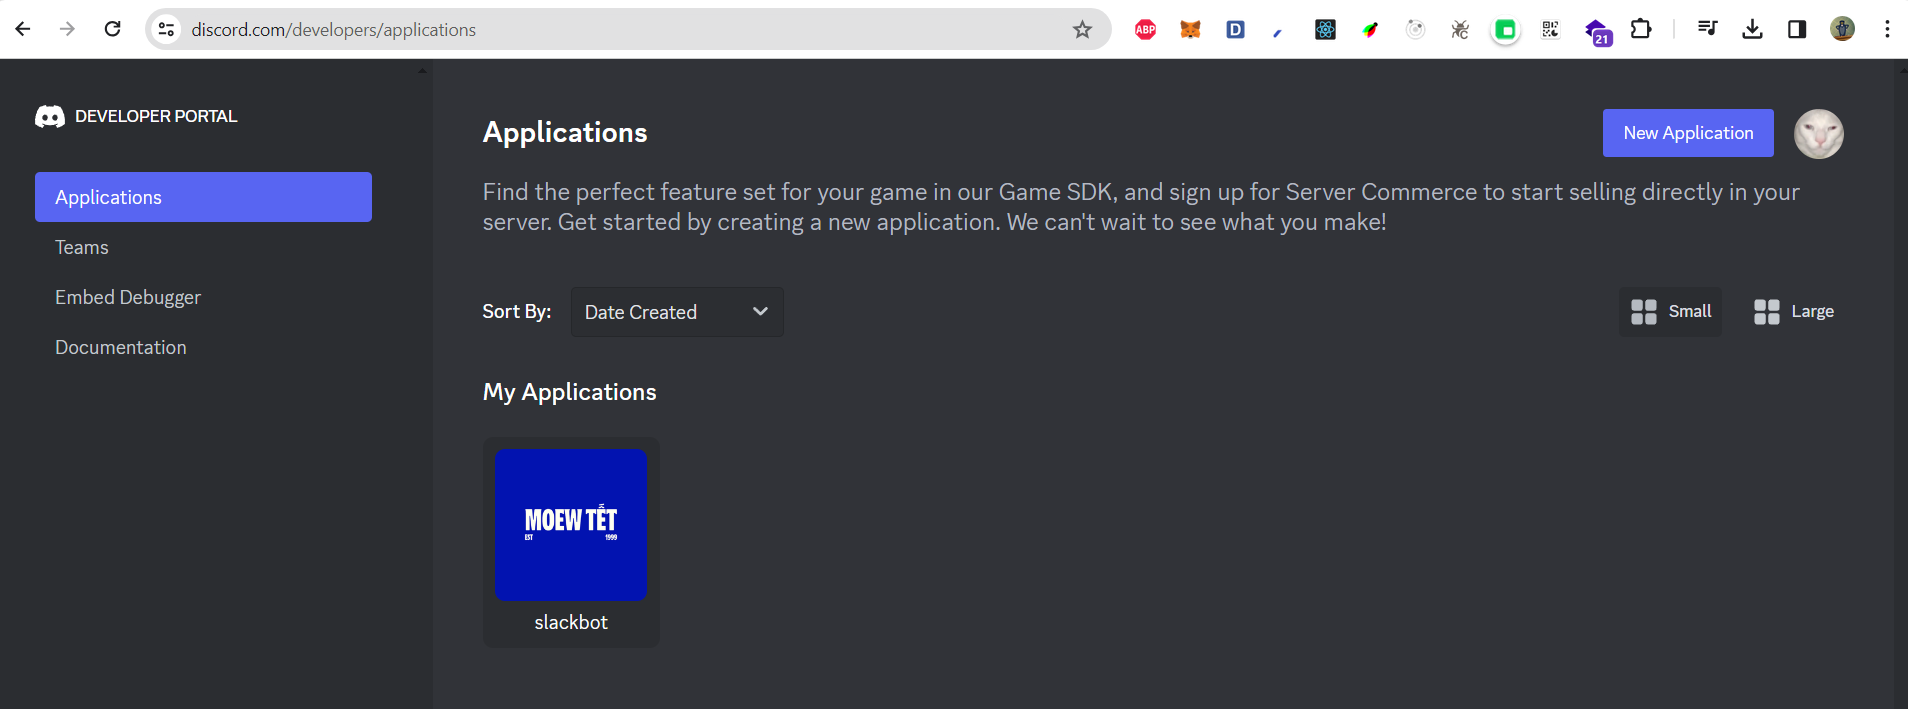 discord.com/developers/applications
ABP
D
21
DEVELOPER PORTAL
Applications
Teams
Embed Debugger
Documentation
Applications
New Application
Find the perfect feature set for your game in our Game SDK, and sign up for Server Commerce to start selling directly in your
server. Get started by creating a new application. We can't wait to see what you make!
Sort By:
Date Created
Small
Large
My Applications
MOEW TẾT
EST 1999
slackbot